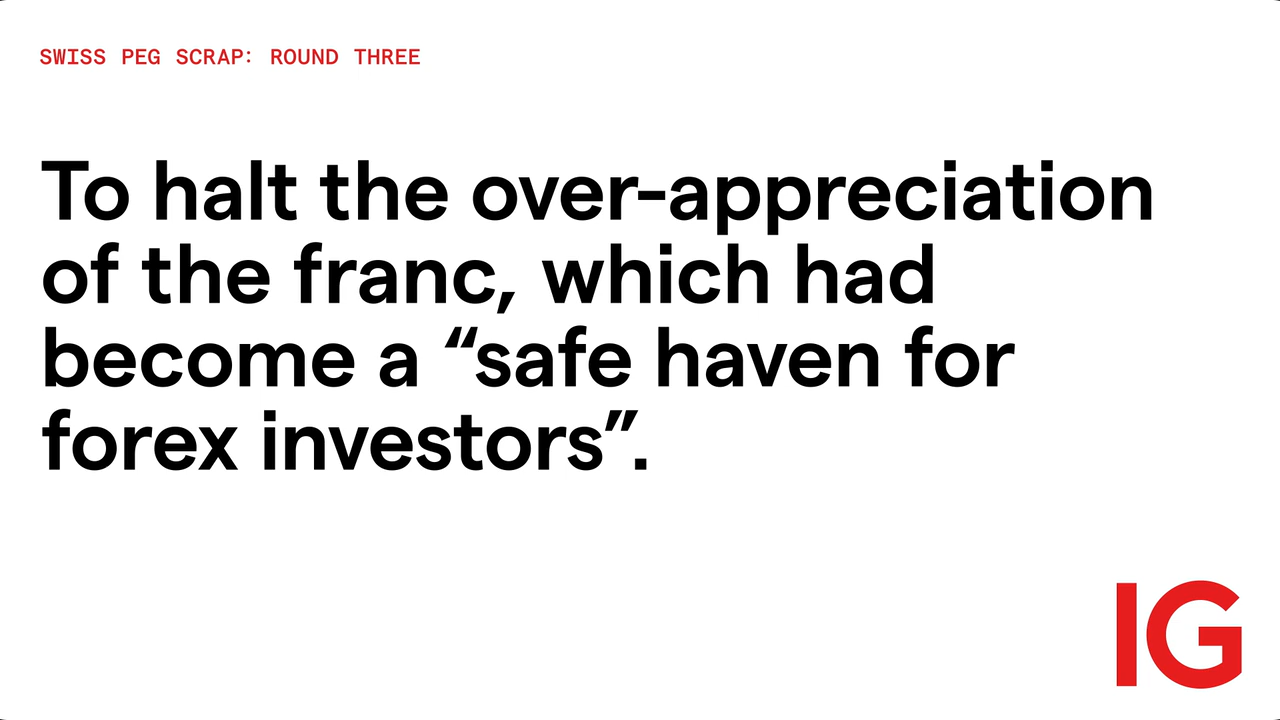 SWISS PEG SCRAP: ROUND THREE
To halt the over-appreciation
of the franc, which had
become a “safe haven for
forex investors”.
IG